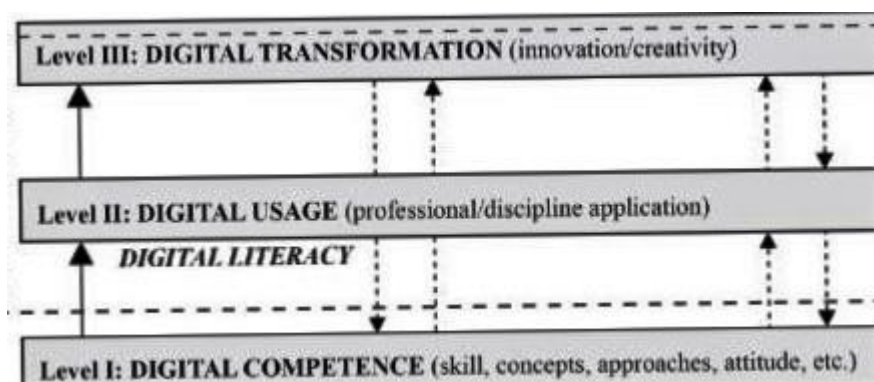 Level III: DIGITAL TRANSFORMATION (innovation/creativity)
Level II: DIGITAL USAGE (professional/discipline application)
DIGITAL LITERACY
Level I: DIGITAL COMPETENCE (skill, concepts, approaches, attitude, etc.)